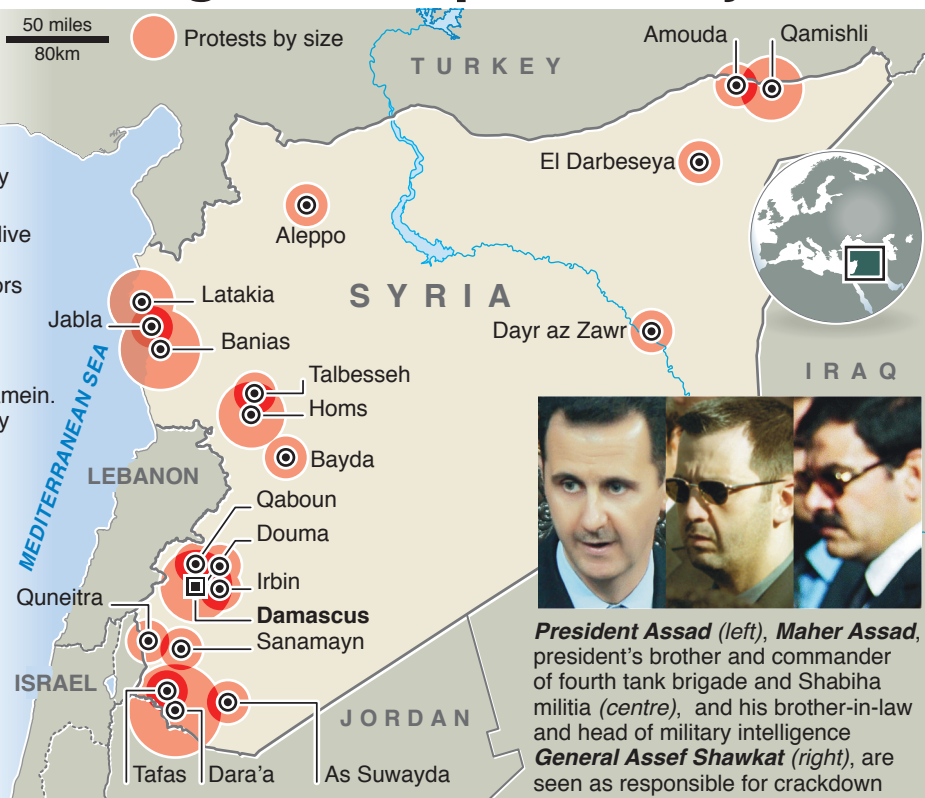 50 miles
80km
Protests by size
Amouda
Qamishli
TURKEY
El Darbeseya
Aleppo
SYRIA
Latakia
Jabla
Banias
Dayr az Zawr
IRAQ
Talbesseh
Homs
Bayda
MEDITERRANEAN SEA
LEBANON
Qaboun
Douma
Irbin
Quneitra
Damascus
Sanamayn
ISRAEL
JORDAN
Tafas
Dara'a
As Suwayda
President Assad (left), Maher Assad,
president's brother and commander
of fourth tank brigade and Shabiha
militia (centre), and his brother-in-law
and head of military intelligence
General Assef Shawkat (right), are
seen as responsible for crackdown